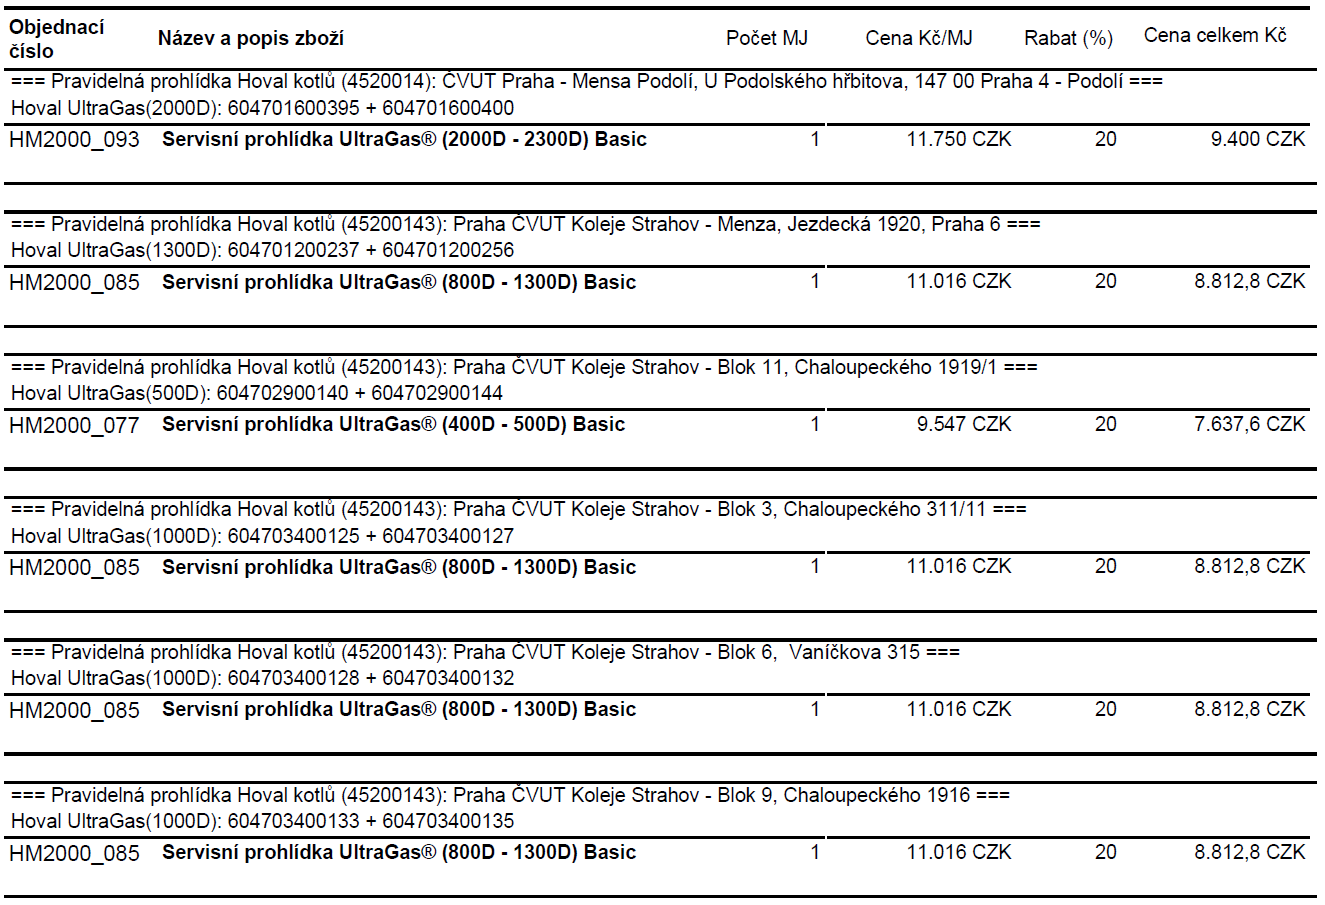 Objednací číslo Název a popis zboží Počet MJ Cena Kč/MJ Rabat (%) Cena celkem Kč
=== Pravidelná prohlídka Hoval kotlů (4520014): ČVUT Praha - Mensa Podolí, U Podolského hřbitova, 147 00 Praha 4 - Podolí ===
Hoval UltraGas(2000D): 604701600395 + 604701600400
HM2000_093 Servisní prohlídka UltraGas® (2000D - 2300D) Basic 1 11.750 CZK 20 9.400 CZK
=== Pravidelná prohlídka Hoval kotlů (45200143): Praha ČVUT Koleje Strahov - Menza, Jezdecká 1920, Praha 6 ===
Hoval UltraGas(1300D): 604701200237 + 604701200256
HM2000_085 Servisní prohlídka UltraGas® (800D - 1300D) Basic 1 11.016 CZK 20 8.812,8 CZK
=== Pravidelná prohlídka Hoval kotlů (45200143): Praha ČVUT Koleje Strahov - Blok 11, Chaloupeckého 1919/1 ===
Hoval UltraGas(500D): 604702900140 + 604702900144
HM2000_077 Servisní prohlídka UltraGas® (400D - 500D) Basic 1 9.547 CZK 20 7.637,6 CZK
=== Pravidelná prohlídka Hoval kotlů (45200143): Praha ČVUT Koleje Strahov - Blok 3, Chaloupeckého 311/11 ===
Hoval UltraGas(1000D): 604703400125 + 604703400127
HM2000_085 Servisní prohlídka UltraGas® (800D - 1300D) Basic 1 11.016 CZK 20 8.812,8 CZK
=== Pravidelná prohlídka Hoval kotlů (45200143): Praha ČVUT Koleje Strahov - Blok 6,  Vaníčkova 315 ===
Hoval UltraGas(1000D): 604703400128 + 604703400132
HM2000_085 Servisní prohlídka UltraGas® (800D - 1300D) Basic 1 11.016 CZK 20 8.812,8 CZK
=== Pravidelná prohlídka Hoval kotlů (45200143): Praha ČVUT Koleje Strahov - Blok 9, Chaloupeckého 1916 ===
Hoval UltraGas(1000D): 604703400133 + 604703400135
HM2000_085 Servisní prohlídka UltraGas® (800D - 1300D) Basic 1 11.016 CZK 20 8.812,8 CZK